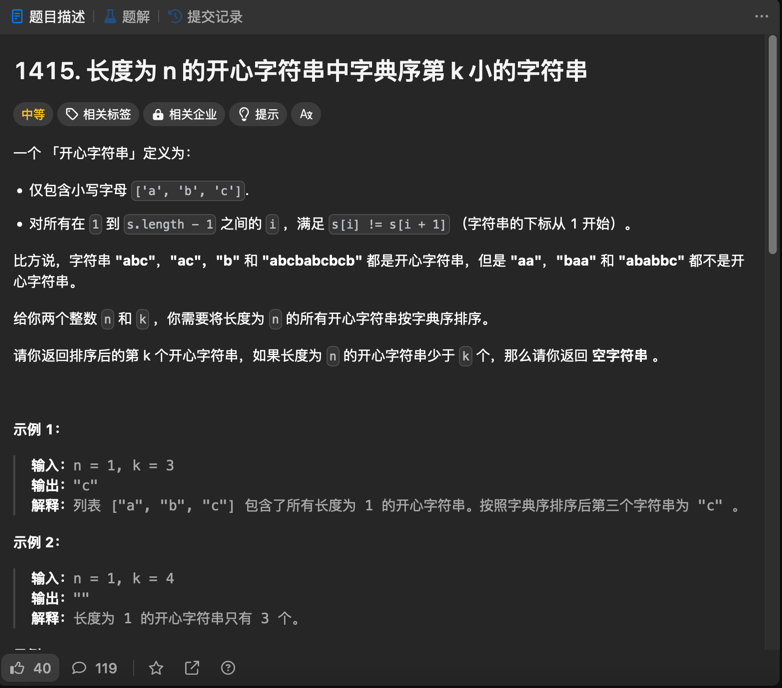 题目描述 | 题解 | 提交记录
1415. 长度为 n 的开心字符串中字典序第 k 小的字符串
中等 相关标签 相关企业 提示
一个 「开心字符串」定义为：
• 仅包含小写字母 ['a', 'b', 'c'].
• 对所有在 1 到 s.length - 1 之间的 i ，满足 s[i] != s[i + 1] （字符串的下标从 1 开始）。
比方说，字符串 "abc"，"ac"，"b" 和 "abcbabcbcb" 都是开心字符串，但是 "aa"，"baa" 和 "ababbc" 都不是开
心字符串。
给你两个整数 n 和 k ，你需要将长度为 n 的所有开心字符串按字典序排序。
请你返回排序后的第 k 个开心字符串，如果长度为 n 的开心字符串少于 k 个，那么请你返回 空字符串 。
示例 1：
输入：n = 1, k = 3
输出："c"
解释：列表 ["a", "b", "c"] 包含了所有长度为 1 的开心字符串。按照字典序排序后第三个字符串为 "c" 。
示例 2：
输入：n = 1, k = 4
输出：""
解释：长度为 1 的开心字符串只有 3 个。
40 119